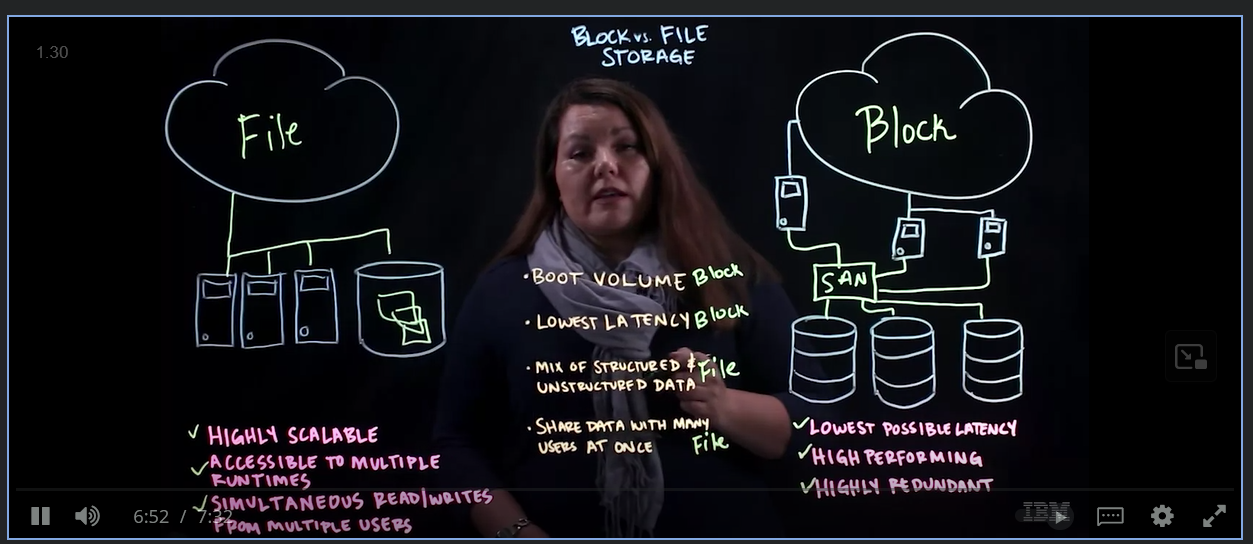 1.30
BLOCK vs. FILE
STORAGE
File
Block
SAN
• BOOT VOLUME Block
• LOWEST LATENCY Block
• MIX OF STRUCTURED & File
UNSTRUCTURED DATA
• SHARE DATA WITH MANY
USERS AT ONCE File
✓ HIGHLY SCALABLE
✓ ACCESSIBLE TO MULTIPLE
RUNTIMES
✓ SIMULTANEOUS READ/WRITES
FROM MULTIPLE USERS
✓ LOWEST POSSIBLE LATENCY
✓ HIGH PERFORMING
✓ HIGHLY REDUNDANT
6:52 / 7:32
IBM